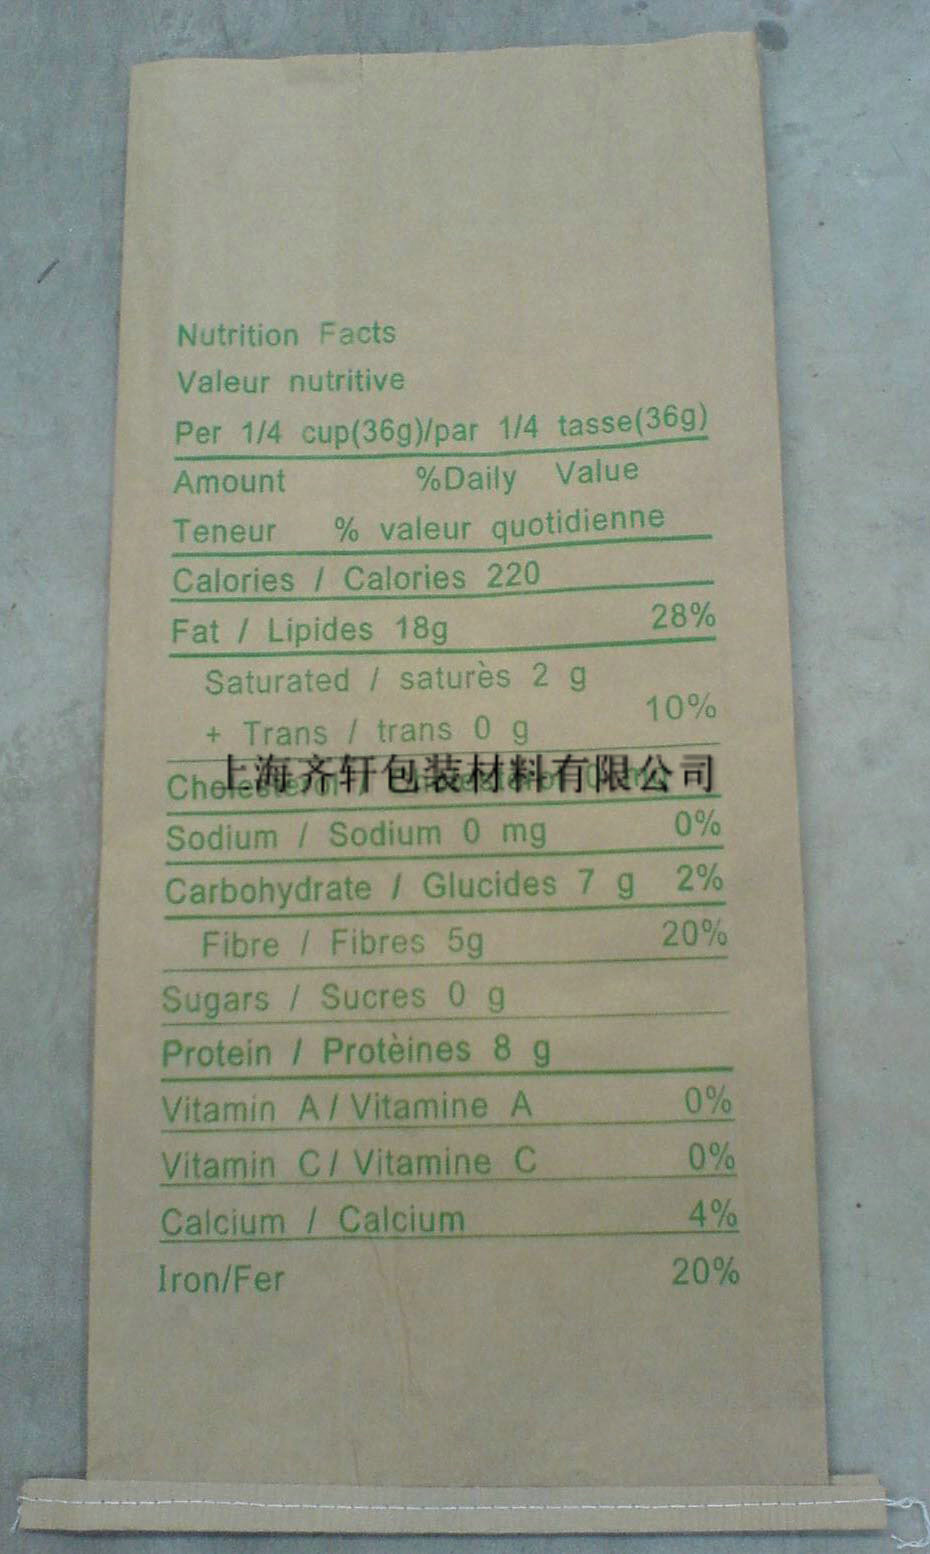 Nutrition Facts
Valeur nutritive
Per 1/4 cup(36g)/par 1/4 tasse(36g)
Amount %Daily Value
Teneur % valeur quotidienne
Calories / Calories 220
Fat / Lipides 18g 28%
Saturated / saturès 2 g
+ Trans / trans 0 g 10%
上海齐轩包装材料有限公司
Sodium / Sodium 0 mg 0%
Carbohydrate / Glucides 7 g 2%
Fibre / Fibres 5g 20%
Sugars / Sucres 0 g
Protein / Protèines 8 g
Vitamin A / Vitamine A 0%
Vitamin C / Vitamine C 0%
Calcium / Calcium 4%
Iron/Fer 20%